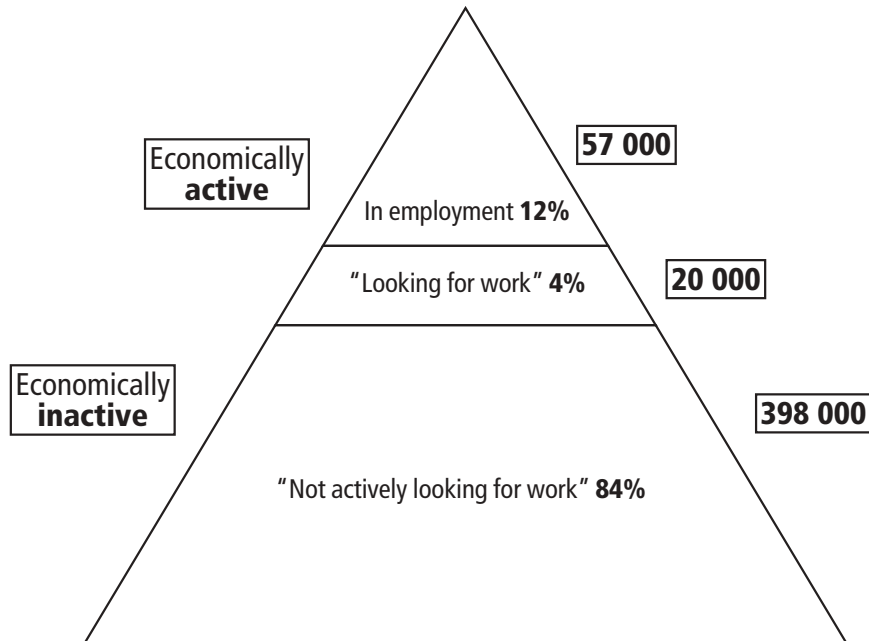 57 000
Economically
active
In employment 12%
"Looking for work" 4%
20 000
Economically
inactive
398 000
"Not actively looking for work" 84%